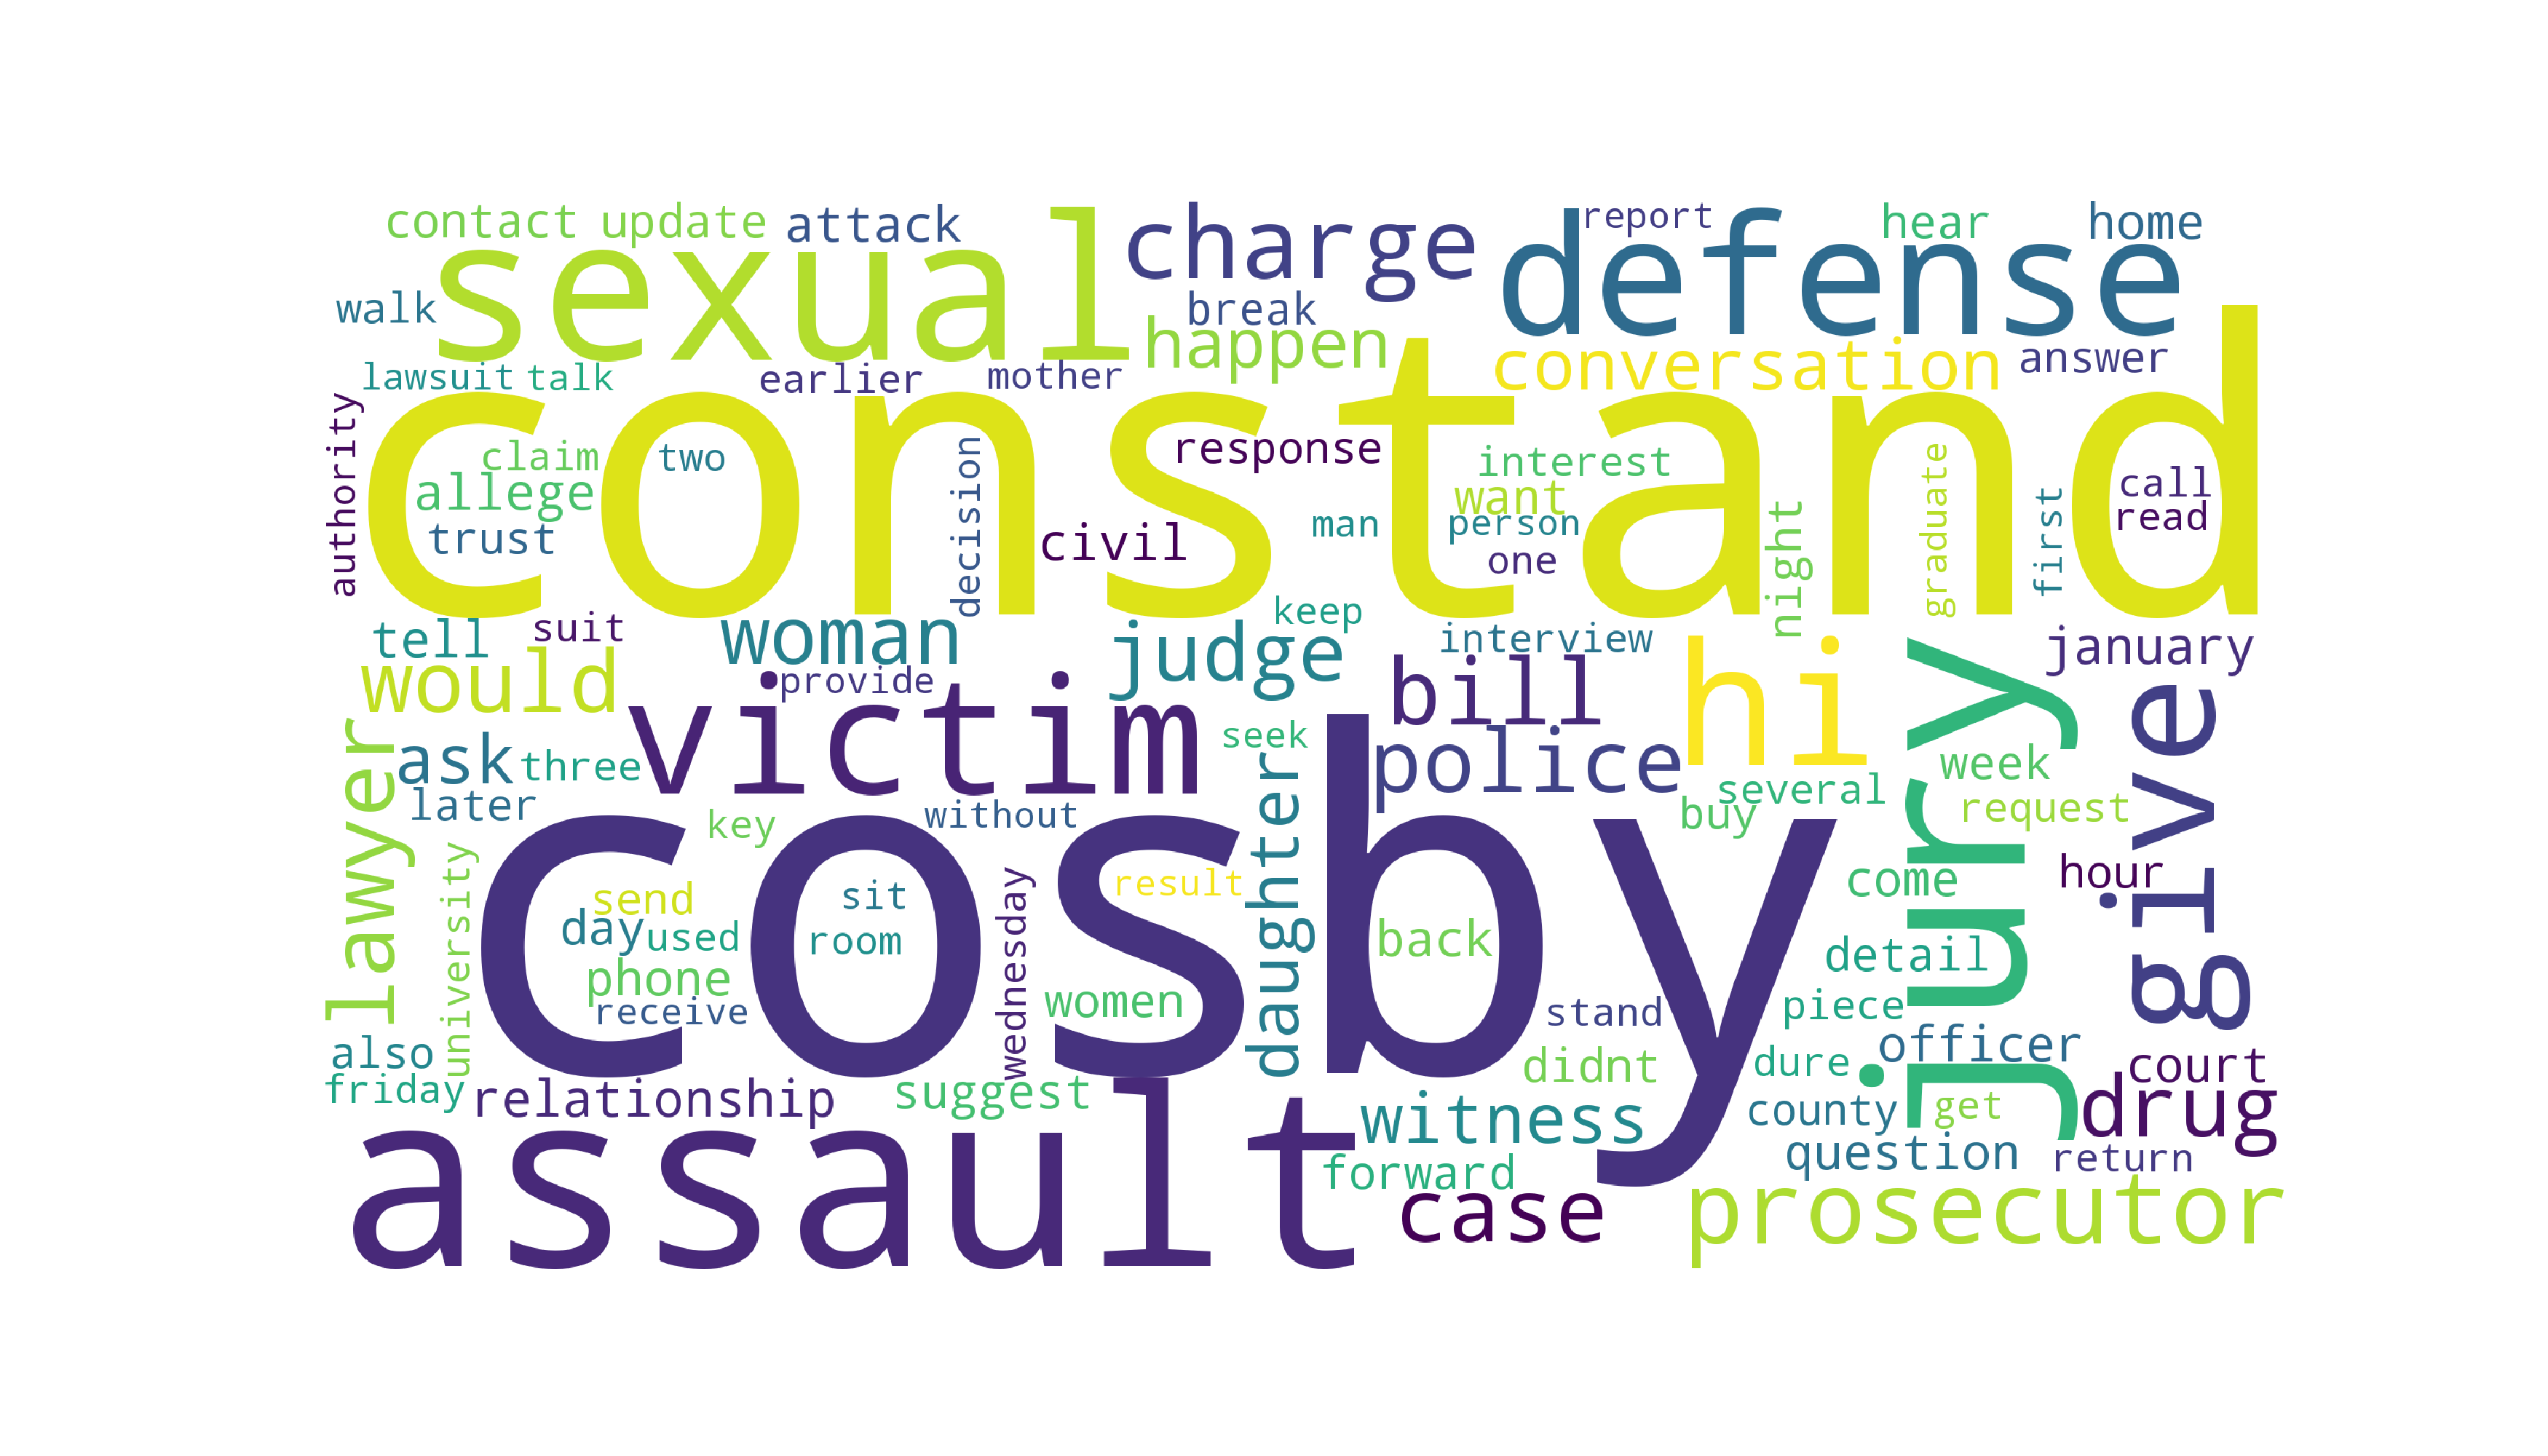 contact update attack
sexual
charge
defense
report
hear
home
walk
break
happen
conversation
answer
lawsuit talk
earlier
mother
constand
authority
claim
two
allege
trust
decision
response
civil
man
interest
want
person
one
night
graduate
first
call
read
tell
suit
would
woman
provide
judge
keep
interview
bill
hi
january
victim
jury
give
lawyer
ask
three
later
key
without
seek
police
several
buy
week
request
cosby
university
send
day
used
phone
receive
sit
room
wednesday
result
women
daughter
back
come
hour
detail
piece
stand
officer
also
friday
relationship
suggest
didnt
dure
court
county
get
drug
assault
witness
forward
question
return
case
prosecutor